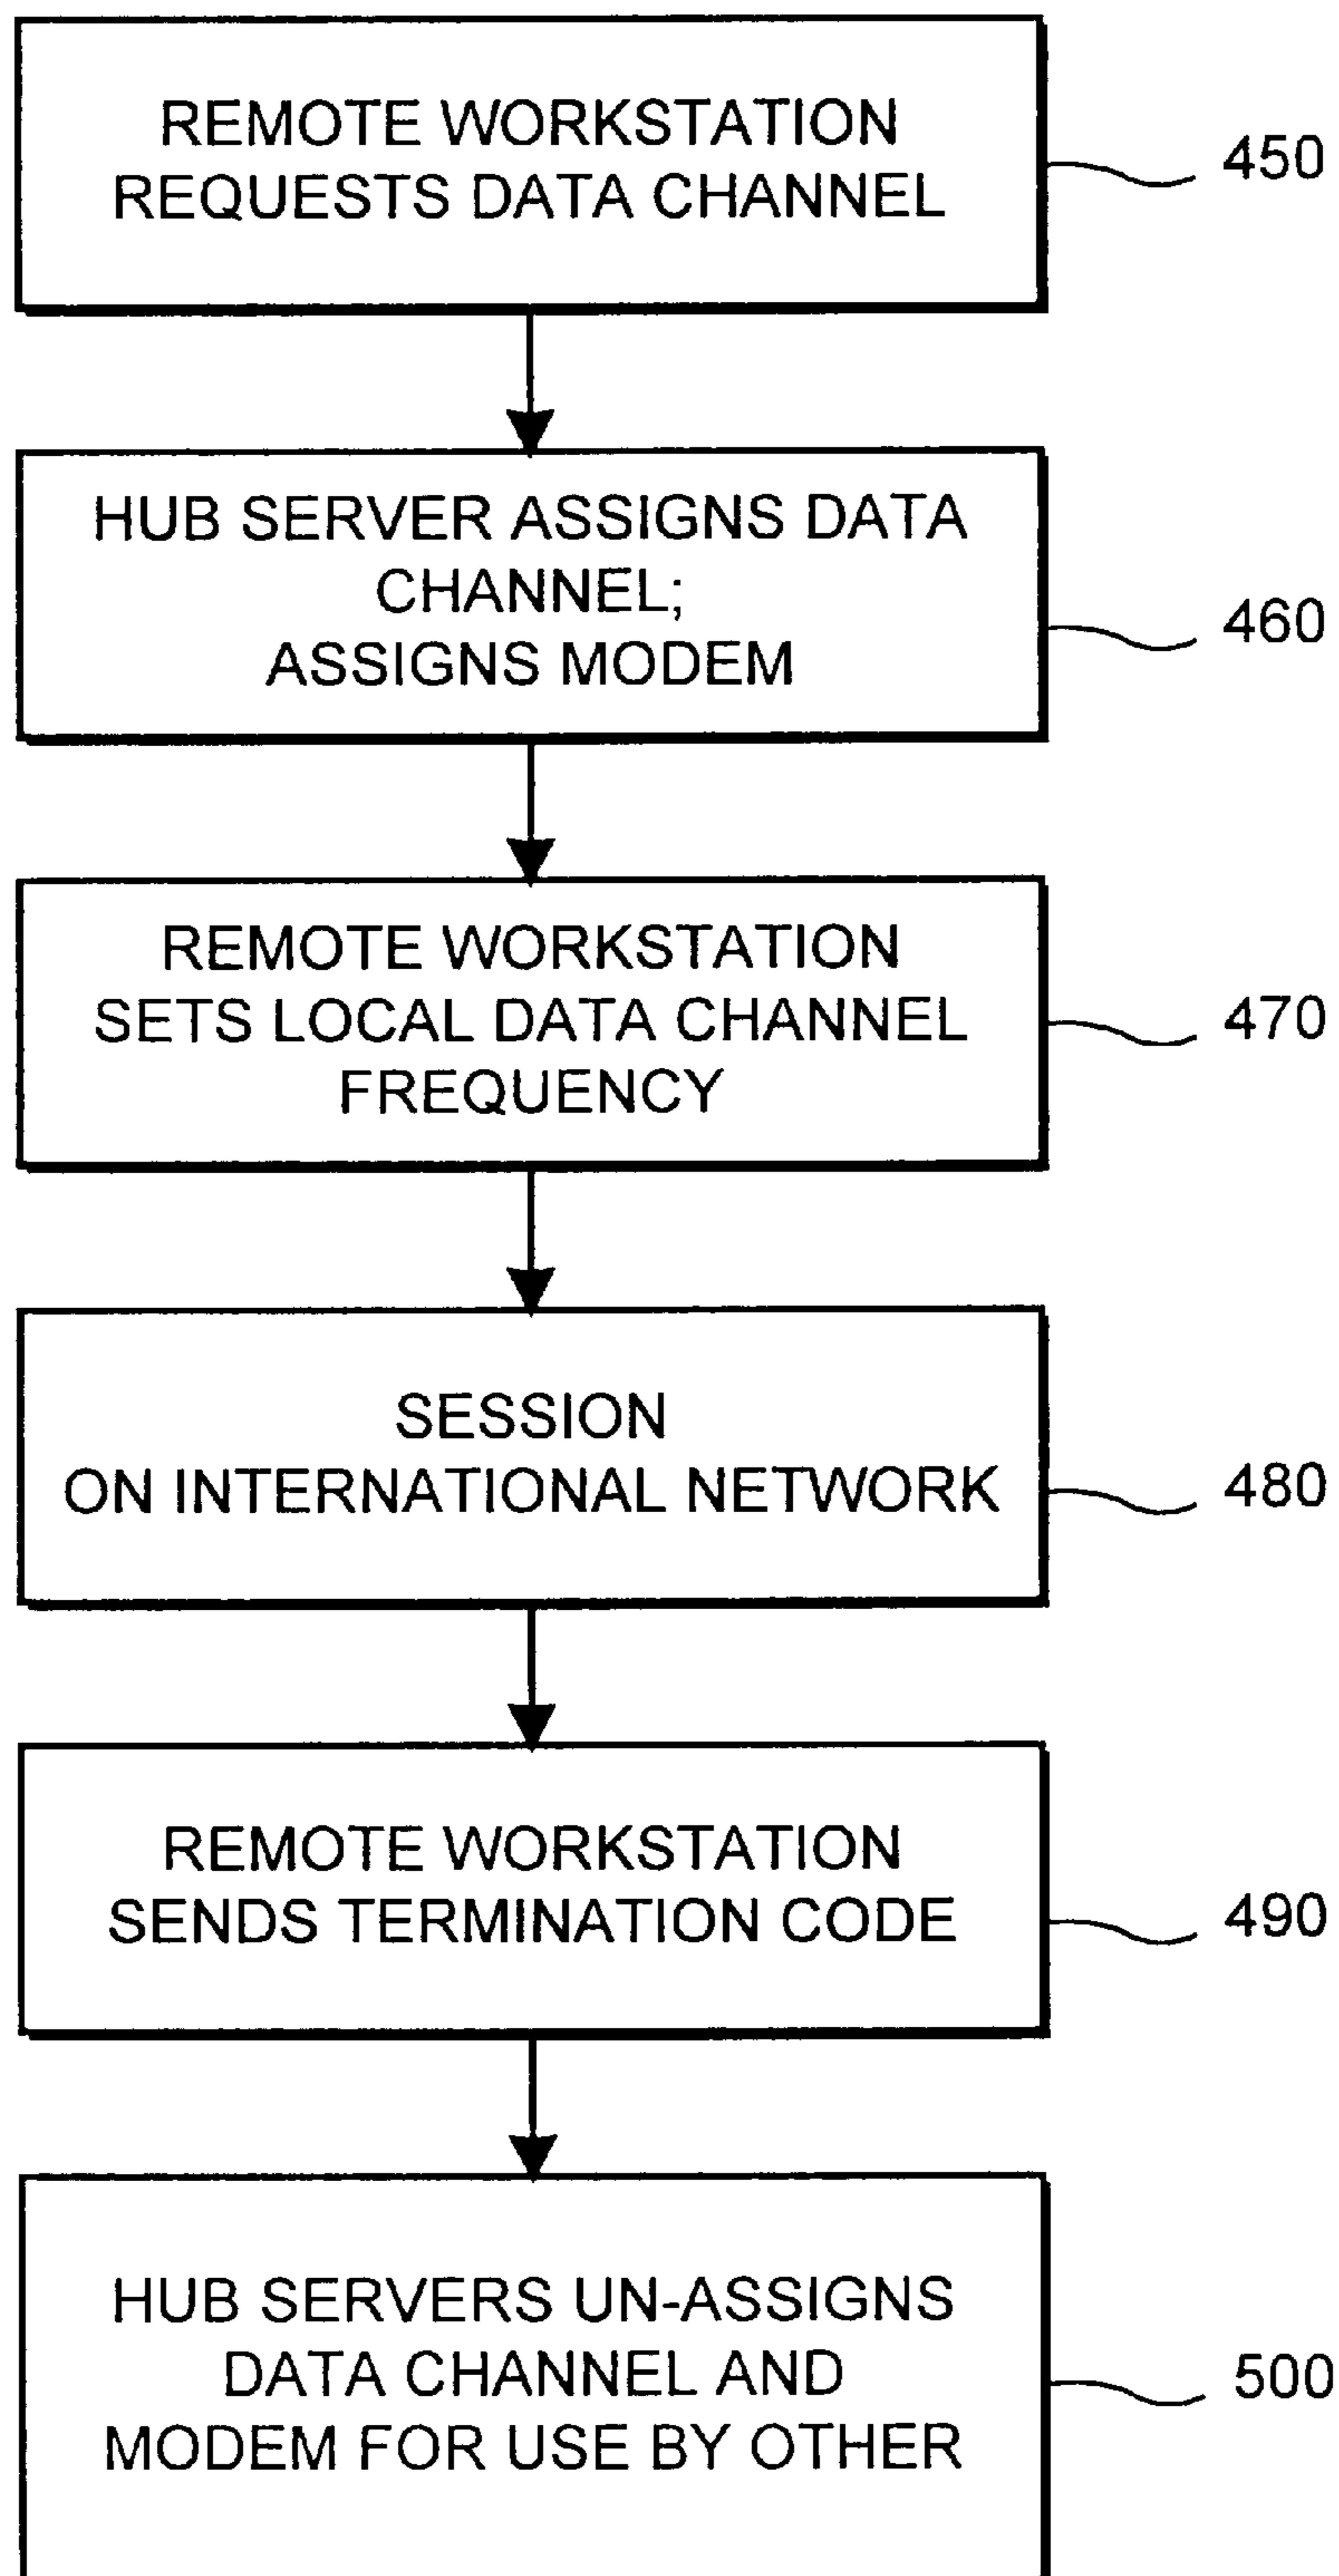 REMOTE WORKSTATION
REQUESTS DATA CHANNEL
450
HUB SERVER ASSIGNS DATA
CHANNEL;
ASSIGNS MODEM
460
REMOTE WORKSTATION
SETS LOCAL DATA CHANNEL
FREQUENCY
470
SESSION
ON INTERNATIONAL NETWORK
480
REMOTE WORKSTATION
SENDS TERMINATION CODE
490
HUB SERVERS UN-ASSIGNS
DATA CHANNEL AND
MODEM FOR USE BY OTHER
500